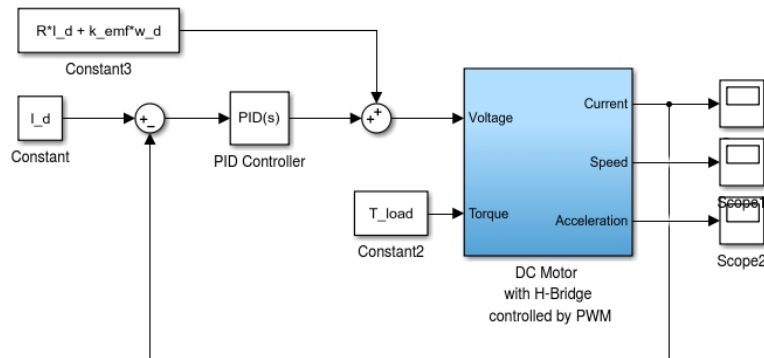 R*I_d + k_emf*w_d
Constant3
I_d
Constant
+
−
PID(s)
PID Controller
+
+
T_load
Constant2
Voltage
Torque
Current
Speed
Acceleration
DC Motor
with H-Bridge
controlled by PWM
Scope1
Scope2